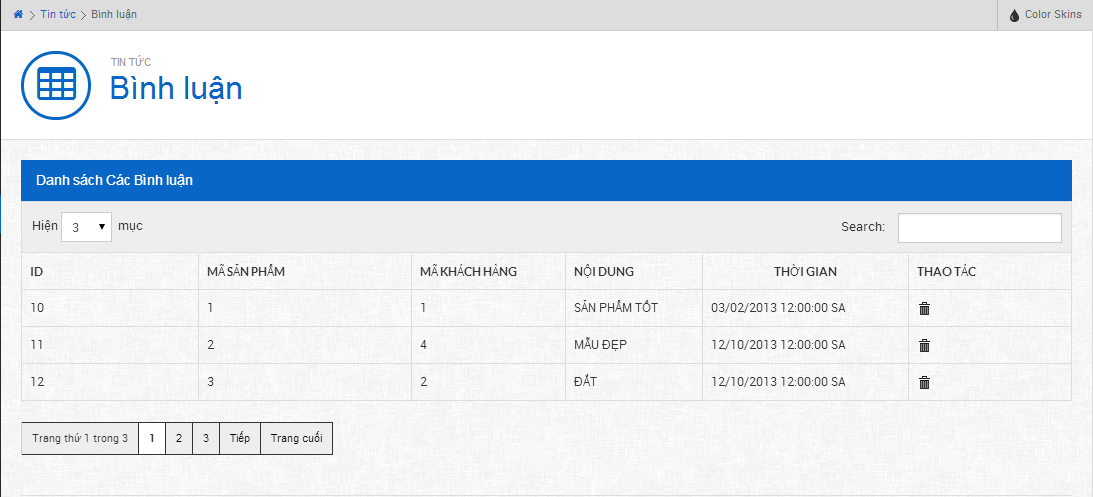 Tin tức Bình luận Color Skins
TIN TỨC
Bình luận
Danh sách Các Bình luận
Hiện 3 mục Search:
ID MÃ SẢN PHẨM MÃ KHÁCH HÀNG NỘI DUNG THỜI GIAN THAO TÁC
10 1 1 SẢN PHẨM TỐT 03/02/2013 12:00:00 SA
11 2 4 MẪU ĐẸP 12/10/2013 12:00:00 SA
12 3 2 ĐẮT 12/10/2013 12:00:00 SA
Trang thứ 1 trong 3 1 2 3 Tiếp Trang cuối